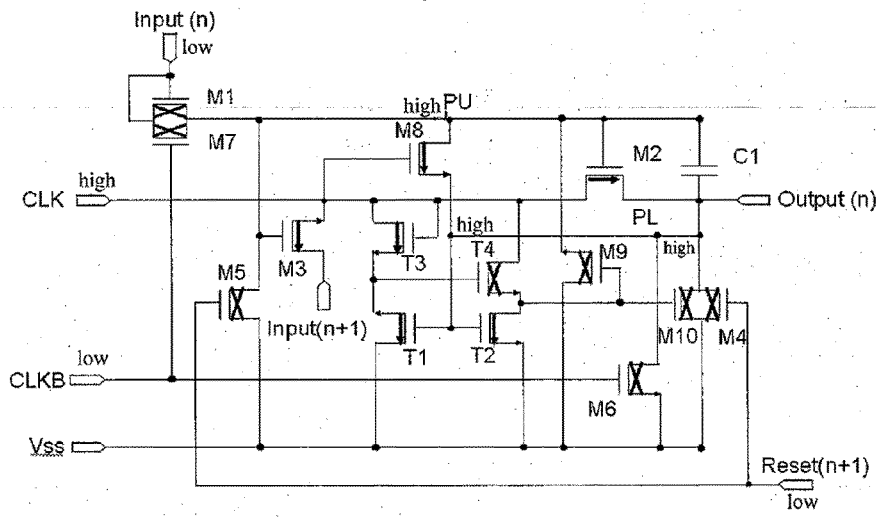 Input (n)
low
M1
M7
high PU
M8
M2
C1
CLK high
Output (n)
PL
high
high
T4
M9
M3
T3
M5
Input(n+1)
T1
T2
M10
M4
low
CLKB
M6
Vss
Reset(n+1)
low